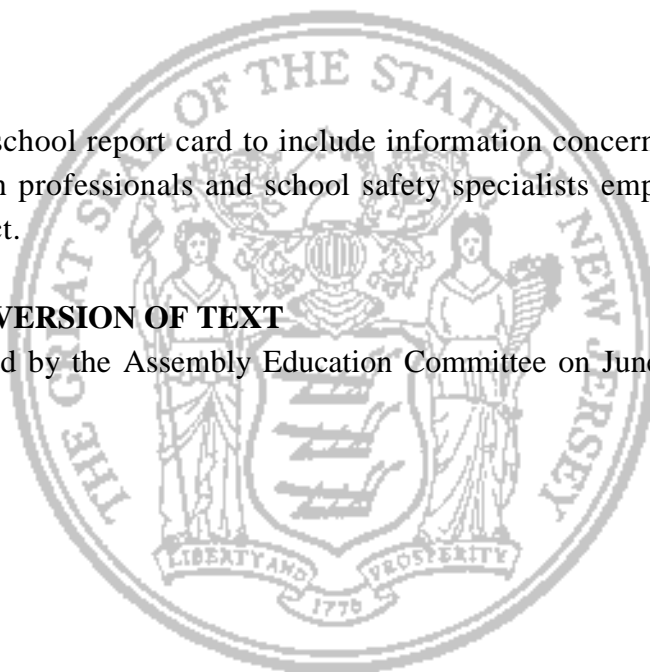 school report card to include information concern
n professionals and school safety specialists emp
ct.
VERSION OF TEXT
d by the Assembly Education Committee on June
THE GREAT SEAL OF THE STATE OF NEW JERSEY
LIBERTY AND PROSPERITY
1776